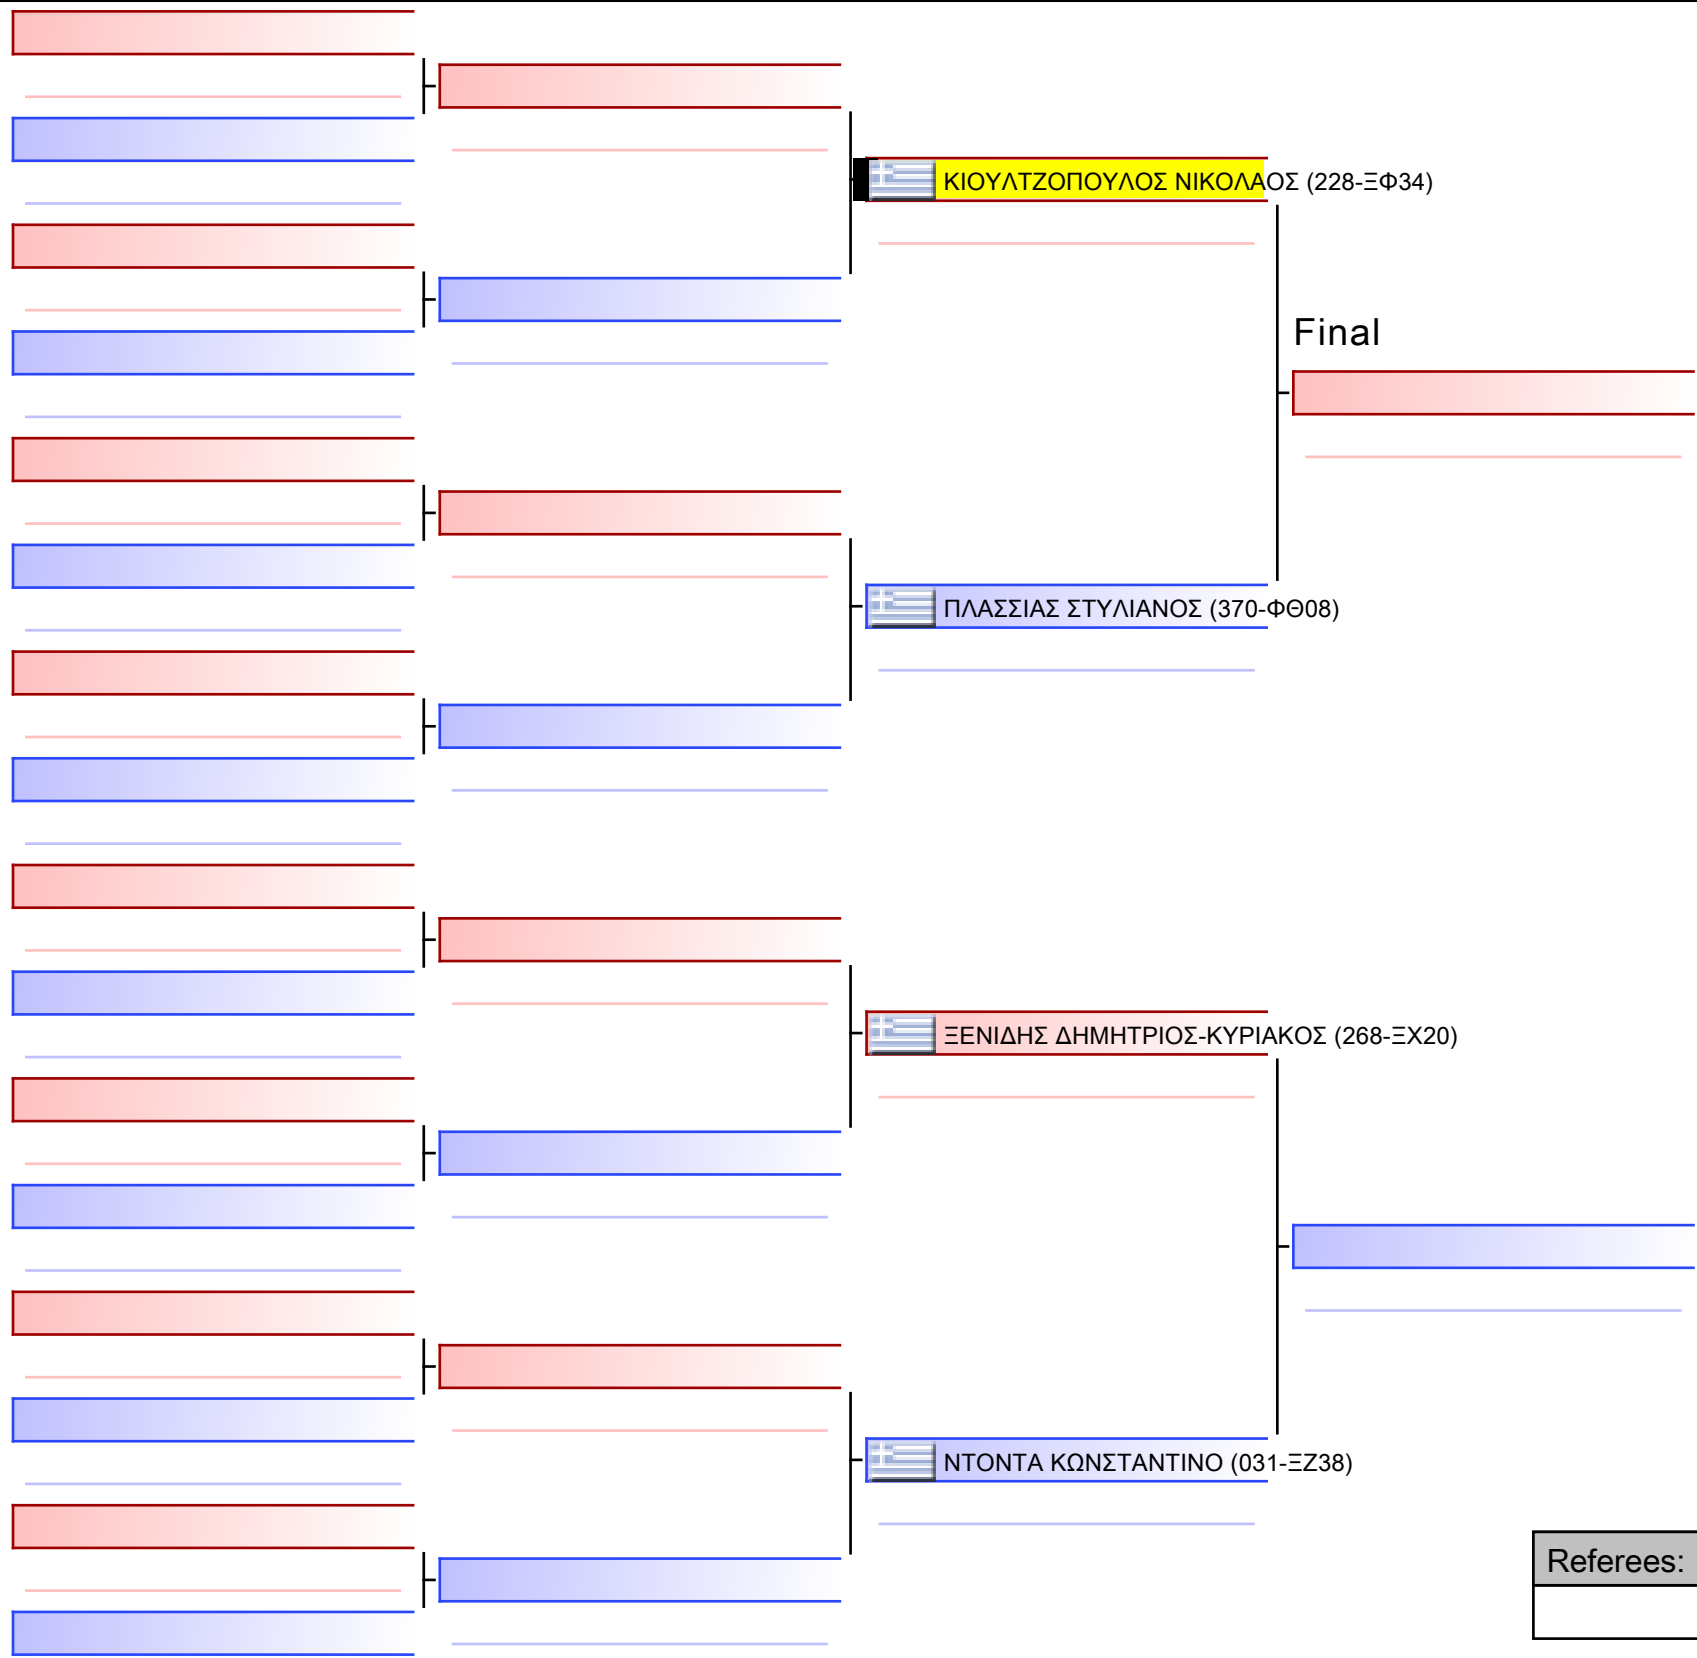 ΚΙΟΥΛΤΖΟΠΟΥΛΟΣ ΝΙΚΟΛΑΟΣ (228-ΞΦ34)
Final
ΠΛΑΣΣΙΑΣ ΣΤΥΛΙΑΝΟΣ (370-ΦΘ08)
ΞΕΝΙΔΗΣ ΔΗΜΗΤΡΙΟΣ-ΚΥΡΙΑΚΟΣ (268-ΞΧ20)
ΝΤΟΝΤΑ ΚΩΝΣΤΑΝΤΙΝΟ (031-ΞΖ38)
Referees: